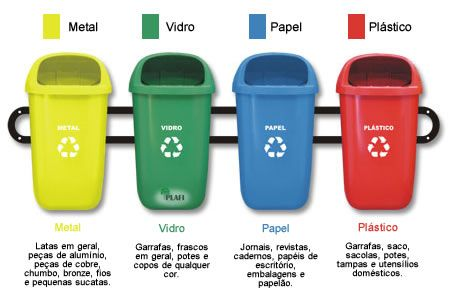 Metal
Vidro
Papel
Plástico
METAL
VIDRO
PAPEL
PLÁSTICO
PLAFI
Metal
Vidro
Papel
Plástico
Latas em geral,
peças de alumínio,
peças de cobre,
chumbo, bronze, fios
e pequenas sucatas.
Garrafas, frascos
em geral, potes e
copos de qualquer
cor.
Jornais, revistas,
cadernos, papéis de
escritório,
embalagens e
papelão.
Garrafas, saco,
sacolas, potes,
tampas e utensílios
domésticos.